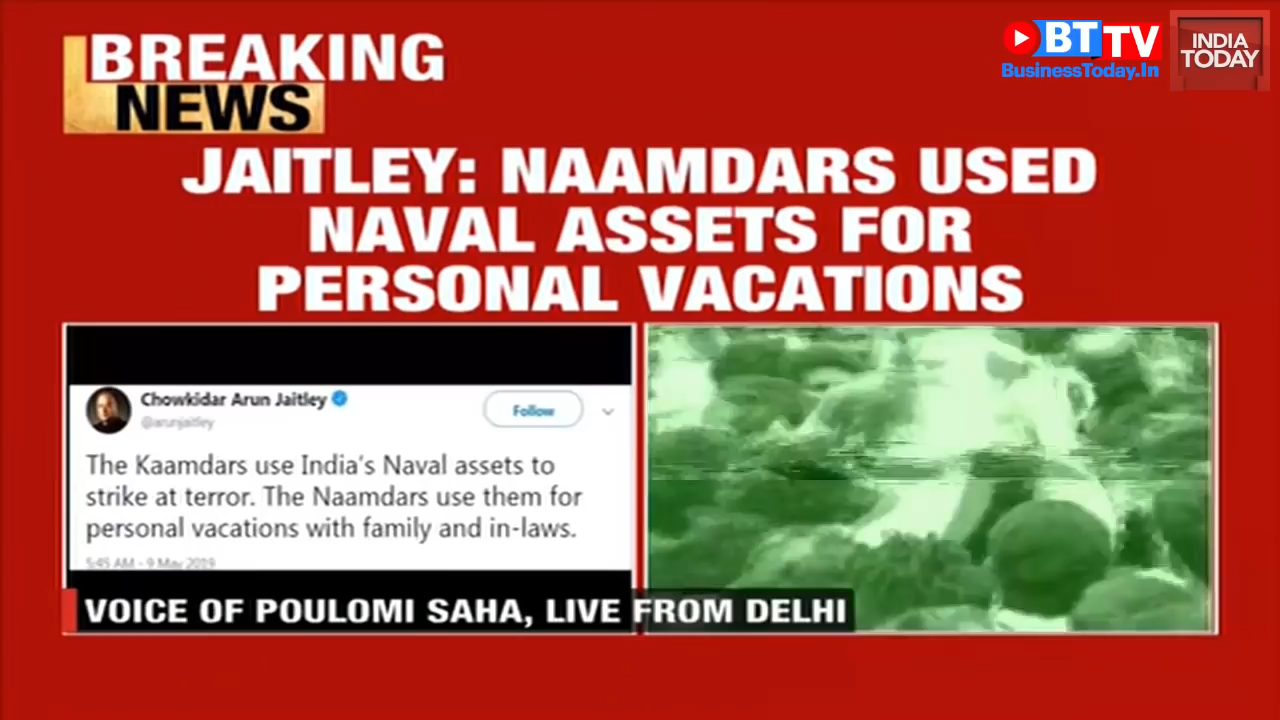 BREAKING
NEWS
BT TV
BusinessToday.In
INDIA
TODAY
JAITLEY: NAAMDARS USED
NAVAL ASSETS FOR
PERSONAL VACATIONS
Chowkidar Arun Jaitley
@arunjaitley
Follow
The Kaamdars use India's Naval assets to
strike at terror. The Naamdars use them for
personal vacations with family and in-laws.
5:45 AM - 9 May 2019
VOICE OF POULOMI SAHA, LIVE FROM DELHI